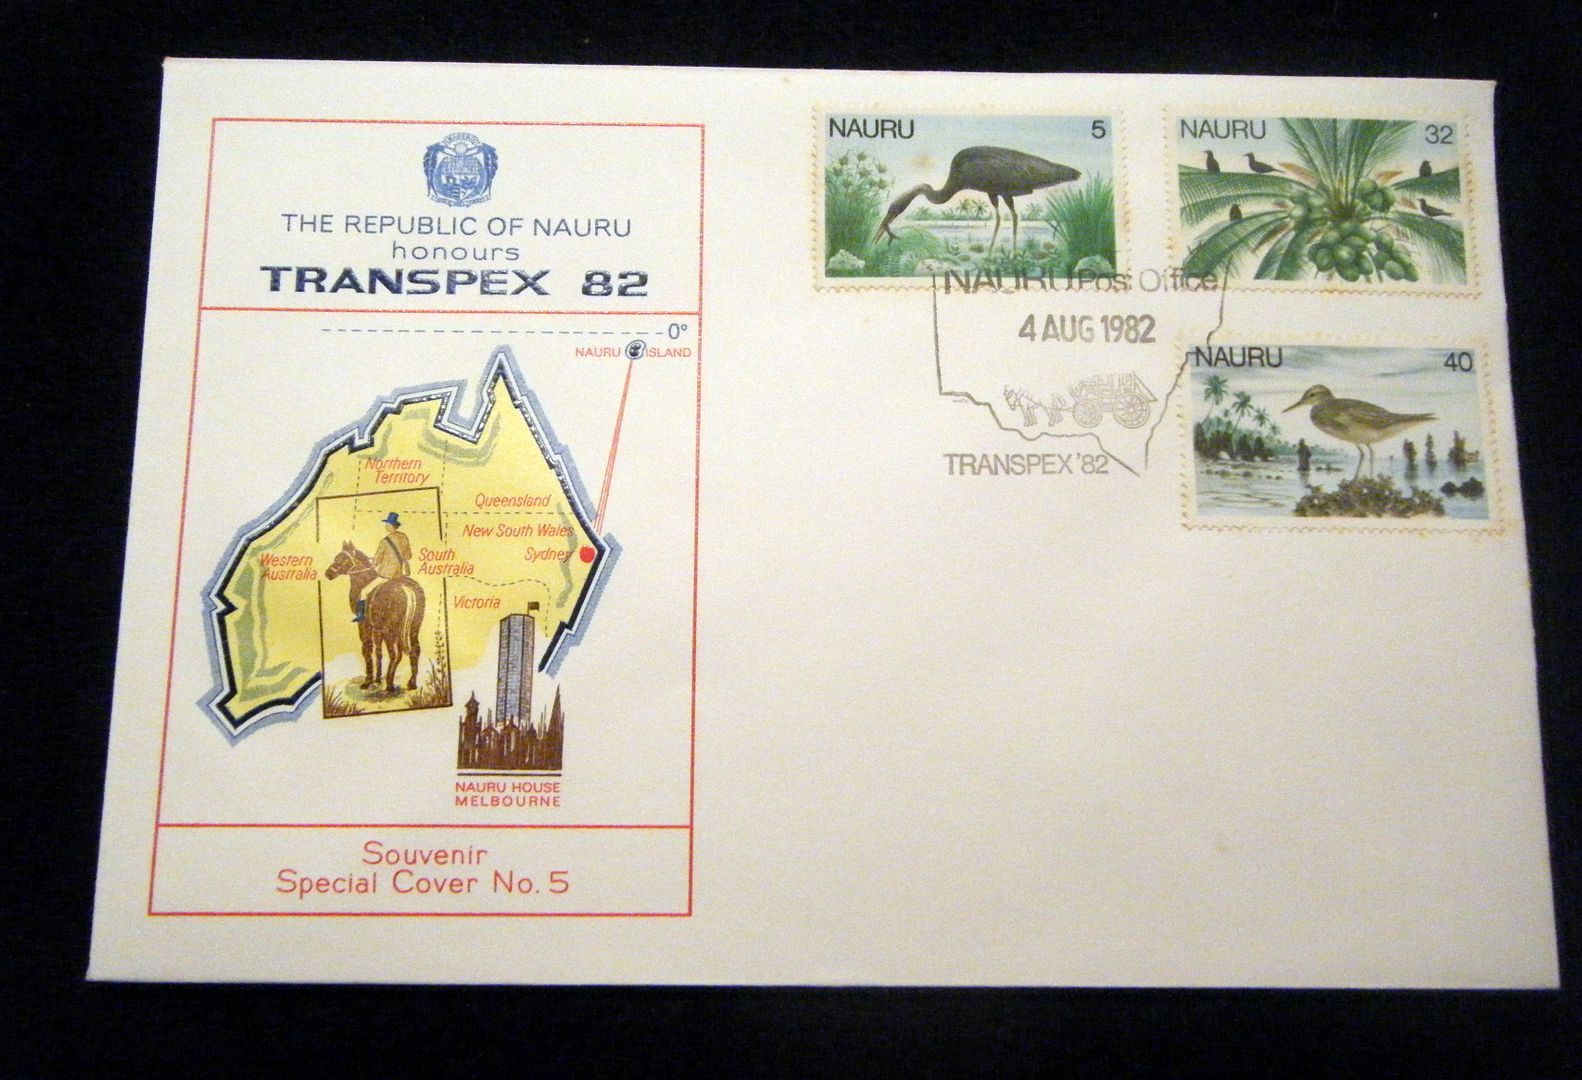 THE REPUBLIC OF NAURU
honours
TRANSPEX 82
0°
NAURU ISLAND
Northern
Territory
Queensland
New South Wales
Sydney
Western
Australia
South
Australia
Victoria
NAURU HOUSE
MELBOURNE
Souvenir
Special Cover No. 5
NAURU 5
NAURU 32
NAURU Post Office
4 AUG 1982
TRANSPEX '82
NAURU 40